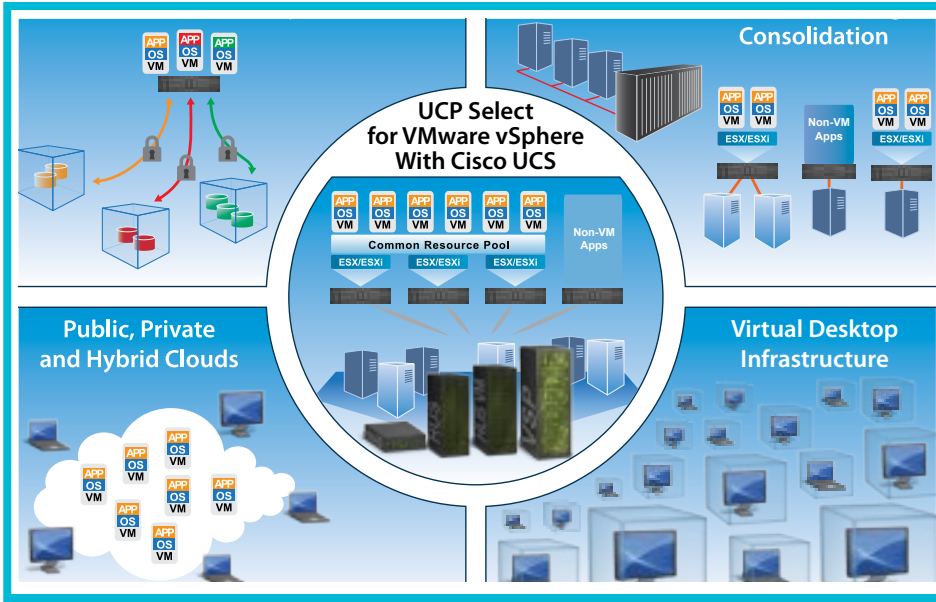 APP
OS
VM
APP
OS
VM
APP
OS
VM
Consolidation
APP
OS
VM
APP
OS
VM
ESX/ESXi
Non-VM
Apps
APP
OS
VM
APP
OS
VM
ESX/ESXi
UCP Select
for VMware vSphere
With Cisco UCS
APP
OS
VM
APP
OS
VM
APP
OS
VM
APP
OS
VM
APP
OS
VM
APP
OS
VM
Common Resource Pool
ESX/ESXi
ESX/ESXi
ESX/ESXi
Non-VM
Apps
VSP
Public, Private
and Hybrid Clouds
APP
OS
VM
APP
OS
VM
APP
OS
VM
APP
OS
VM
APP
OS
VM
APP
OS
VM
APP
OS
VM
Virtual Desktop
Infrastructure